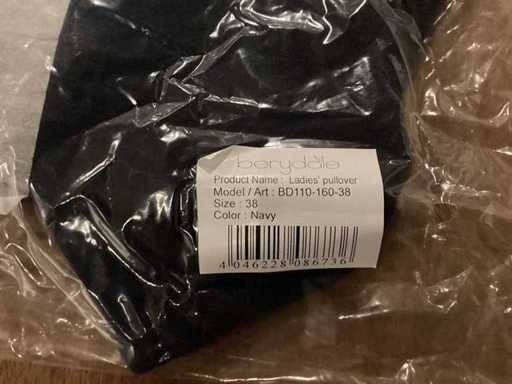 berydale
Product Name : Ladies' pullover
Model / Art : BD110-160-38
Size : 38
Color : Navy
4 046228 086736